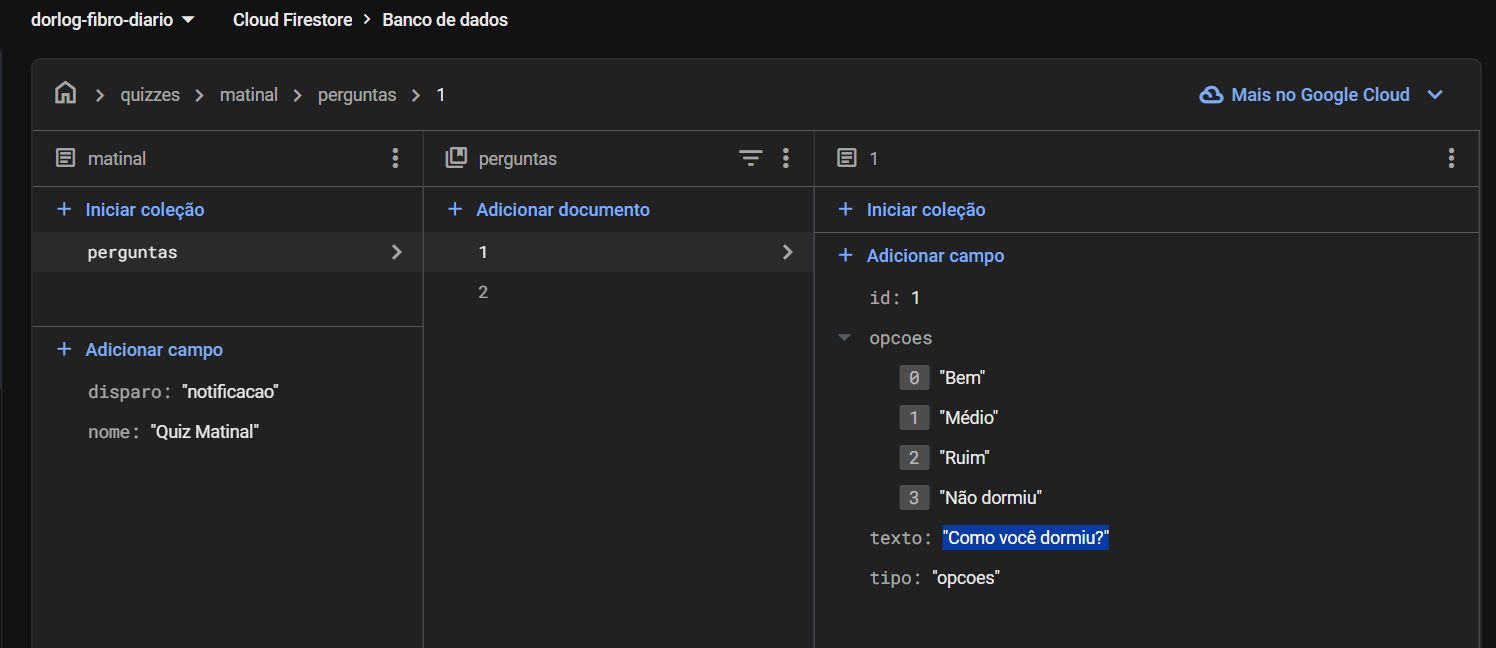 dorlog-fibro-diario Cloud Firestore > Banco de dados
quizzes > matinal > perguntas > 1 Mais no Google Cloud
matinal
+ Iniciar coleção
perguntas
+ Adicionar campo
disparo: "notificacao"
nome: "Quiz Matinal"
perguntas
+ Adicionar documento
1
2
1
+ Iniciar coleção
+ Adicionar campo
id: 1
opcoes
0 "Bem"
1 "Médio"
2 "Ruim"
3 "Não dormiu"
texto: "Como você dormiu?"
tipo: "opcoes"